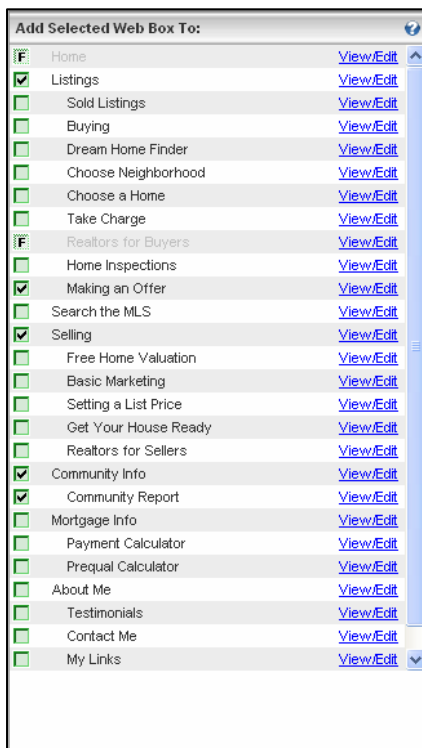 Add Selected Web Box To: ?
F Home View/Edit
Listings View/Edit
Sold Listings View/Edit
Buying View/Edit
Dream Home Finder View/Edit
Choose Neighborhood View/Edit
Choose a Home View/Edit
Take Charge View/Edit
F Realtors for Buyers View/Edit
Home Inspections View/Edit
Making an Offer View/Edit
Search the MLS View/Edit
Selling View/Edit
Free Home Valuation View/Edit
Basic Marketing View/Edit
Setting a List Price View/Edit
Get Your House Ready View/Edit
Realtors for Sellers View/Edit
Community Info View/Edit
Community Report View/Edit
Mortgage Info View/Edit
Payment Calculator View/Edit
Prequal Calculator View/Edit
About Me View/Edit
Testimonials View/Edit
Contact Me View/Edit
My Links View/Edit